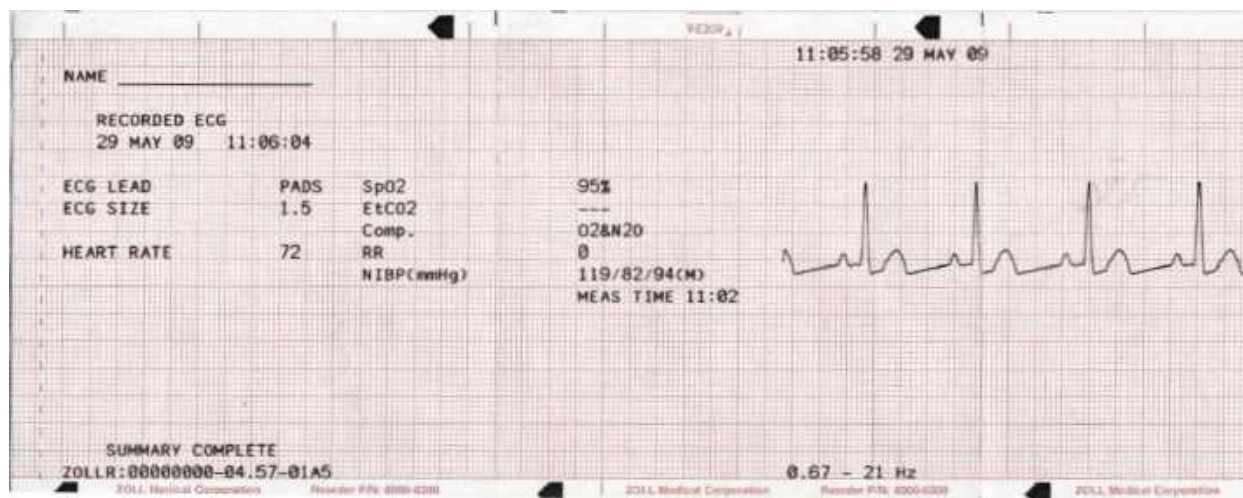 11:05:58 29 MAY 09
NAME
RECORDED ECG
29 MAY 09 11:06:04
ECG LEAD PADS SpO2 95%
ECG SIZE 1.5 EtCO2 ---
Comp. O2&N2O
HEART RATE 72 RR 0
NIBP(mmHg) 119/82/94(M)
MEAS TIME 11:02
SUMMARY COMPLETE
ZOLLR:00000000-04.57-01A5 0.67 - 21 Hz
ZOLL Medical Corporation Reorder P/N: ZOLL Medical Corporation Reorder P/N: ZOLL Medical Corporation